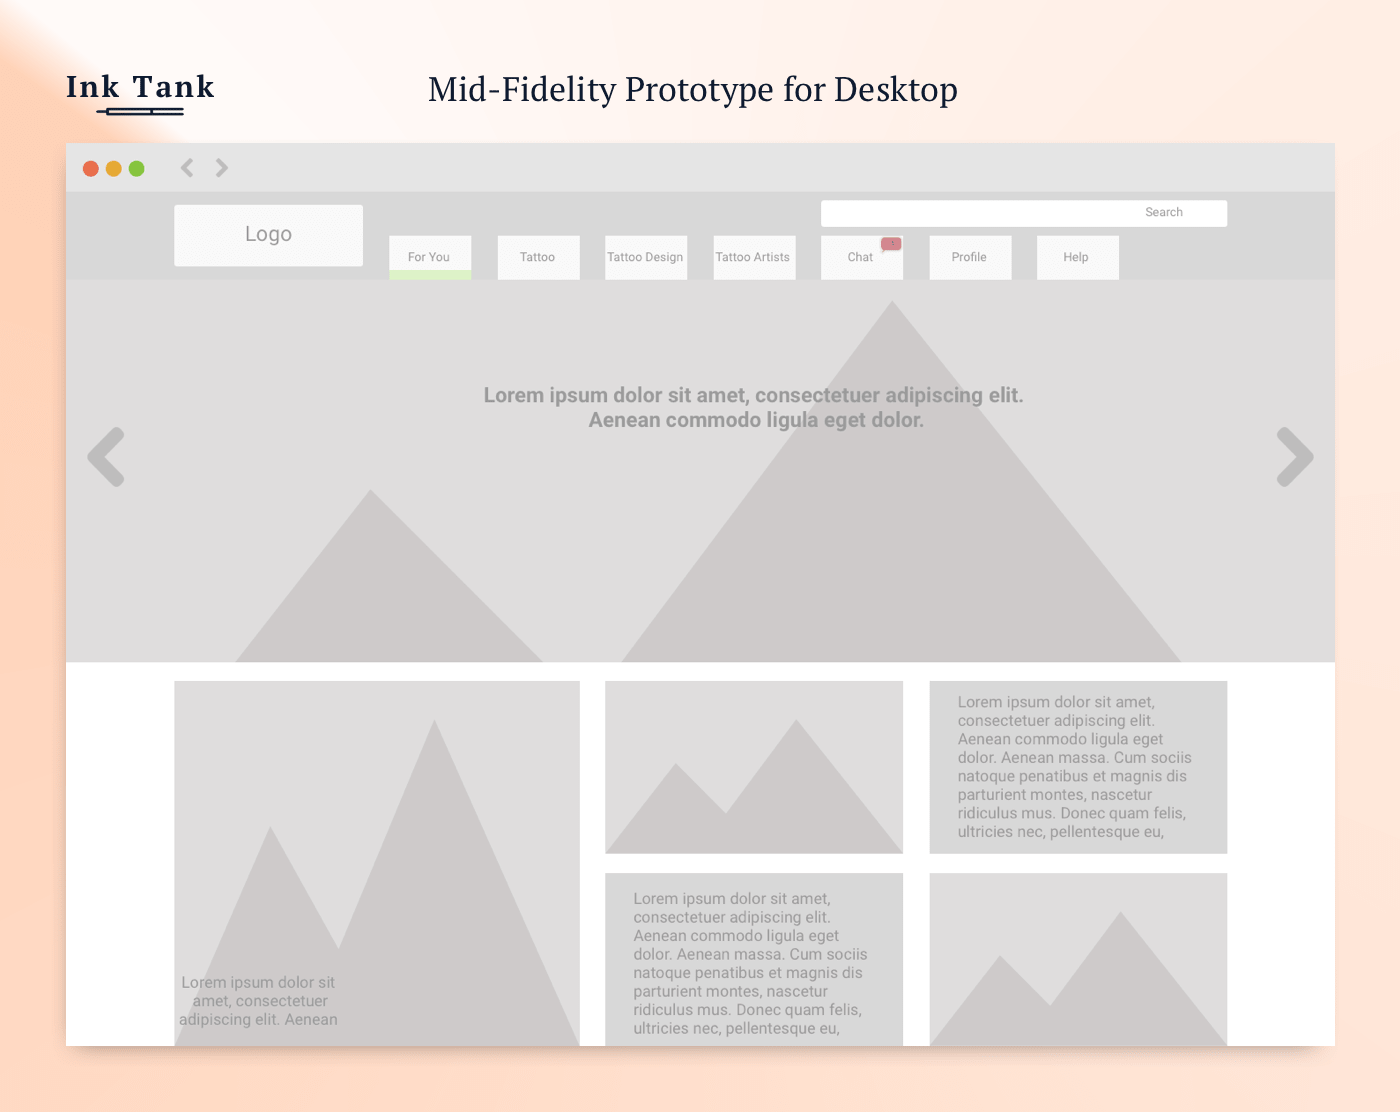 Ink Tank
Mid-Fidelity Prototype for Desktop
Search
Logo
For You
Tattoo
Tattoo Design
Tattoo Artists
Chat
1
Profile
Help
Lorem ipsum dolor sit amet, consectetuer adipiscing elit.
Aenean commodo ligula eget dolor.
Lorem ipsum dolor sit
amet, consectetuer
adipiscing elit. Aenean
Lorem ipsum dolor sit amet,
consectetuer adipiscing elit.
Aenean commodo ligula eget
dolor. Aenean massa. Cum sociis
natoque penatibus et magnis dis
parturient montes, nascetur
ridiculus mus. Donec quam felis,
ultricies nec, pellentesque eu,
Lorem ipsum dolor sit amet,
consectetuer adipiscing elit.
Aenean commodo ligula eget
dolor. Aenean massa. Cum sociis
natoque penatibus et magnis dis
parturient montes, nascetur
ridiculus mus. Donec quam felis,
ultricies nec, pellentesque eu,